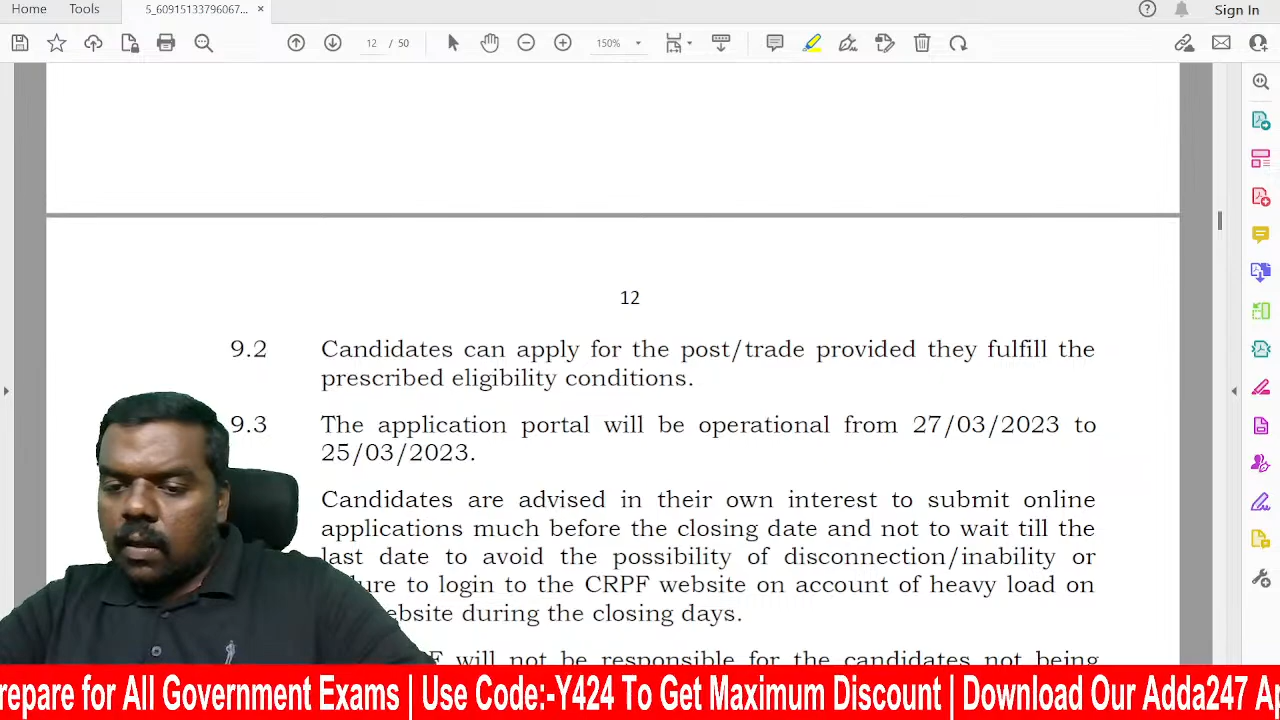 Home Tools 5_60915133796067... × Sign In
12 / 50 150%
12
9.2 Candidates can apply for the post/trade provided they fulfill the
prescribed eligibility conditions.
9.3 The application portal will be operational from 27/03/2023 to
25/03/2023.
Candidates are advised in their own interest to submit online
applications much before the closing date and not to wait till the
last date to avoid the possibility of disconnection/inability or
to login to the CRPF website on account of heavy load on
during the closing days.
will not be responsible for the candidates not being
repare for All Government Exams | Use Code:-Y424 To Get Maximum Discount | Download Our Adda247 Ap